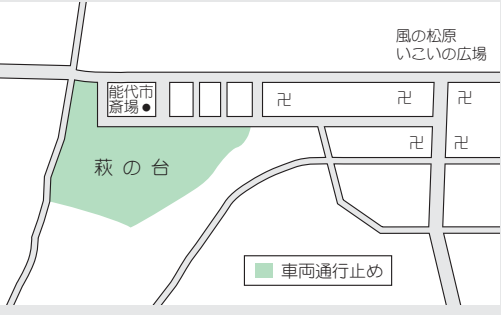 風の松原
いこいの広場
能代市
斎場
卍 卍 卍
卍 卍
萩の台
車両通行止め